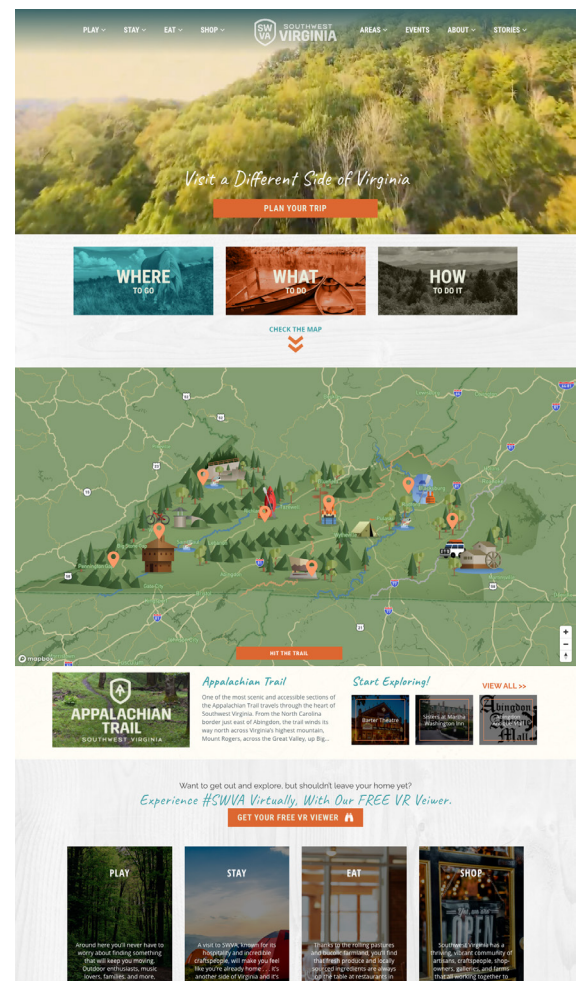 PLAY
STAY
EAT
SHOP
SW
VA
SOUTHWEST
VIRGINIA
AREAS
EVENTS
ABOUT
STORIES
Visit a Different Side of Virginia
PLAN YOUR TRIP
WHERE
TO GO
WHAT
TO DO
HOW
TO DO IT
CHECK THE MAP
HIT THE TRAIL
mapbox
APPALACHIAN
TRAIL
SOUTHWEST VIRGINIA
Appalachian Trail
One of the most scenic and accessible sections of
the Appalachian Trail travels through the heart of
Southwest Virginia. From the North Carolina
border just east of Abingdon, the trail winds its
way north across Virginia's highest mountain,
Mount Rogers, across the Great Valley, up Big...
Start Exploring!
VIEW ALL >>
Barter Theatre
Sisters at Martha
Washington Inn
Abingdon
Mall
Want to get out and explore, but shouldn't leave your home yet?
Experience #SWVA Virtually, With Our FREE VR Veiwer.
GET YOUR FREE VR VIEWER
PLAY
Around here you'll never have to
worry about finding something
that will keep you moving.
Outdoor enthusiasts, music
lovers, families, and more,
STAY
A visit to SWVA, known for its
hospitality and incredible
craftspeople, will make you feel
like you're already home . . . it's
another side of Virginia and it's
EAT
Thanks to the rolling pastures
and bucolic farmland, you'll find
that fresh produce and locally
sourced ingredients are always
on the table at restaurants in
SHOP
OPEN
Southwest Virginia has a
thriving, vibrant community of
artisans, craftspeople, shop-
owners, galleries, and farms
that all working together to